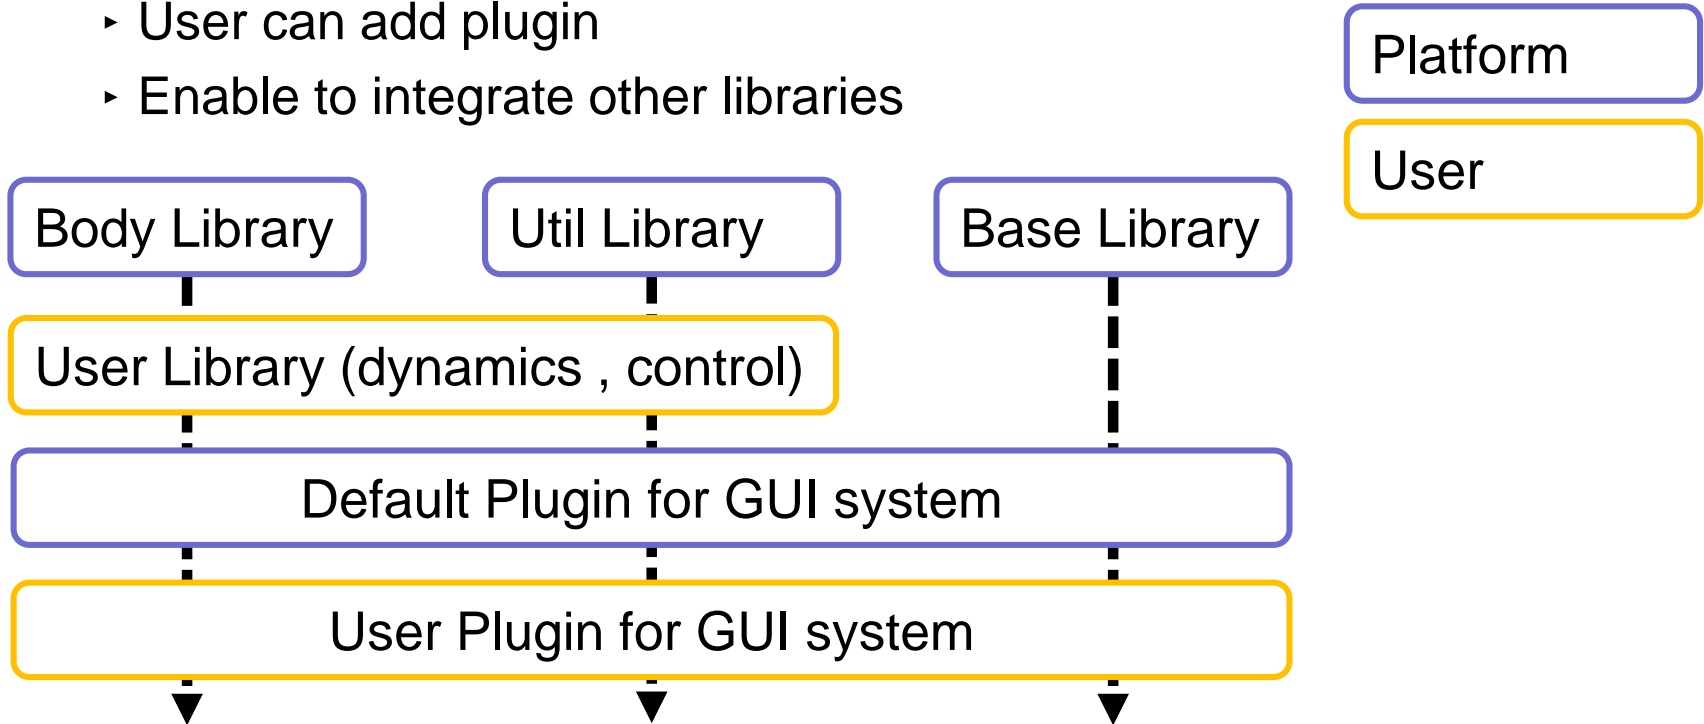 ‣ User can add plugin
‣ Enable to integrate other libraries
Platform
User
Body Library
Util Library
Base Library
User Library (dynamics , control)
Default Plugin for GUI system
User Plugin for GUI system